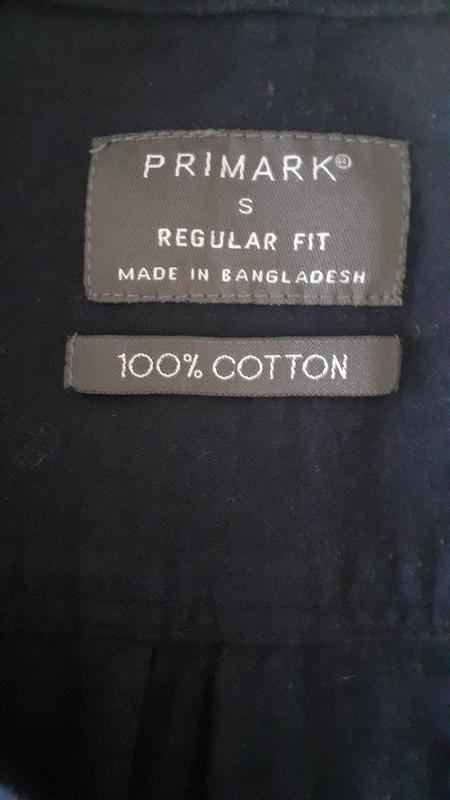 PRIMARK®
S
REGULAR FIT
MADE IN BANGLADESH
100% COTTON